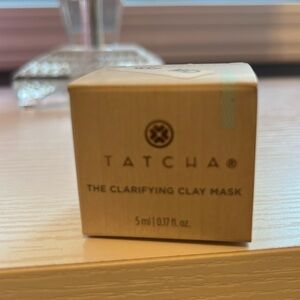 TATCHA®
THE CLARIFYING CLAY MASK
5 ml | 0.17 fl. oz.